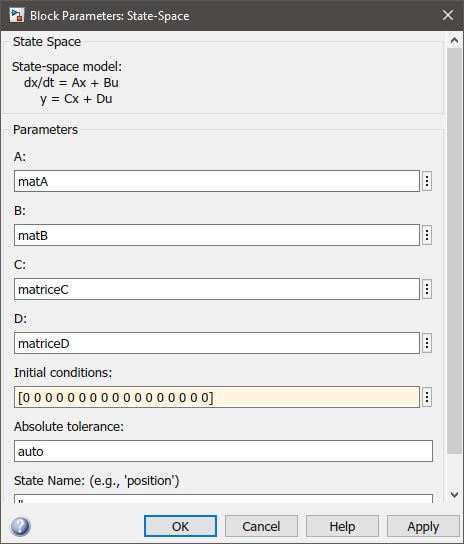 Block Parameters: State-Space
State Space
State-space model:
dx/dt = Ax + Bu
y = Cx + Du
Parameters
A:
matA
B:
matB
C:
matriceC
D:
matriceD
Initial conditions:
[0 0 0 0 0 0 0 0 0 0 0 0 0 0 0 0 0]
Absolute tolerance:
auto
State Name: (e.g., 'position')
''
OK Cancel Help Apply